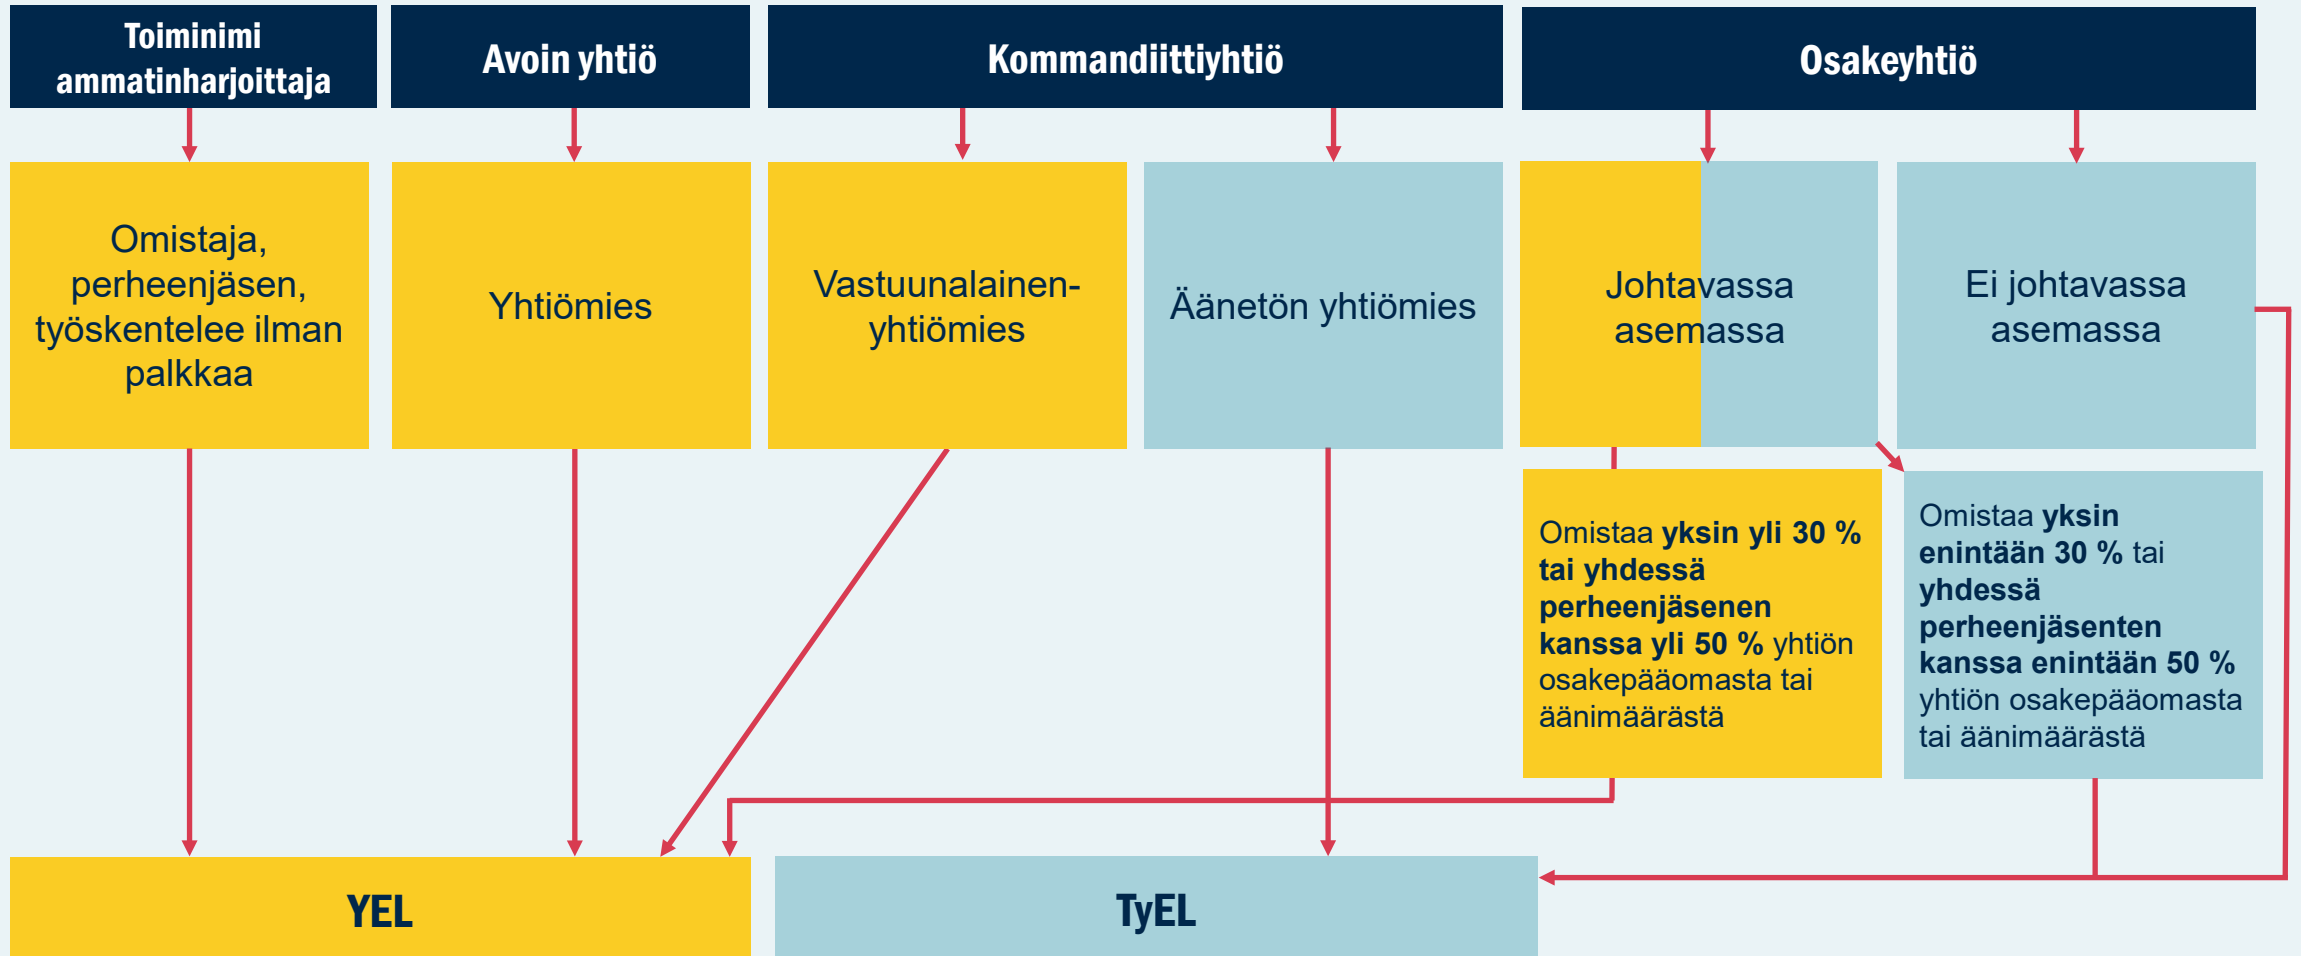 Toiminimi
ammatinharjoittaja
Avoin yhtiö
Kommandiittiyhtiö
Osakeyhtiö
Omistaja,
perheenjäsen,
työskentelee ilman
palkkaa
Yhtiömies
Vastuunalainen-
yhtiömies
Äänetön yhtiömies
Johtavassa
asemassa
Ei johtavassa
asemassa
Omistaa yksin yli 30 %
tai yhdessä
perheenjäsenen
kanssa yli 50 % yhtiön
osakepääomasta tai
äänimäärästä
Omistaa yksin
enintään 30 % tai
yhdessä
perheenjäsenten
kanssa enintään 50 %
yhtiön osakepääomasta
tai äänimäärästä
YEL
TyEL